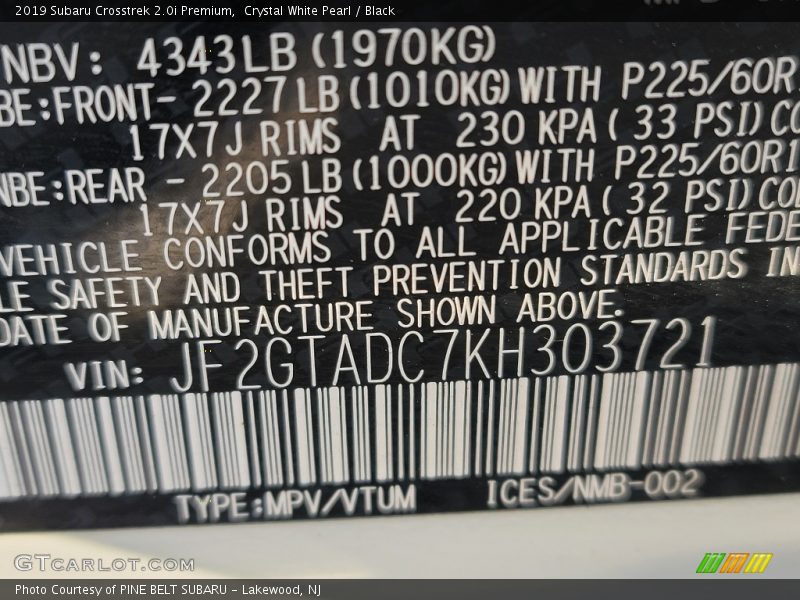 2019 Subaru Crosstrek 2.0i Premium, Crystal White Pearl / Black
NBV: 4343LB (1970KG)
BE:FRONT- 2227LB (1010KG) WITH P225/60R
17X7J RIMS AT 230 KPA ( 33 PSI) CO
NBE:REAR - 2205LB (1000KG) WITH P225/60R1
17X7J RIMS AT 220 KPA ( 32 PSI) COL
VEHICLE CONFORMS TO ALL APPLICABLE FEDE
LE SAFETY AND THEFT PREVENTION STANDARDS IN
DATE OF MANUFACTURE SHOWN ABOVE.
VIN: JF2GTADC7KH303721
TYPE:MPV/VTUM ICES/NMB-002
GTCARLOT.COM
Photo Courtesy of PINE BELT SUBARU - Lakewood, NJ